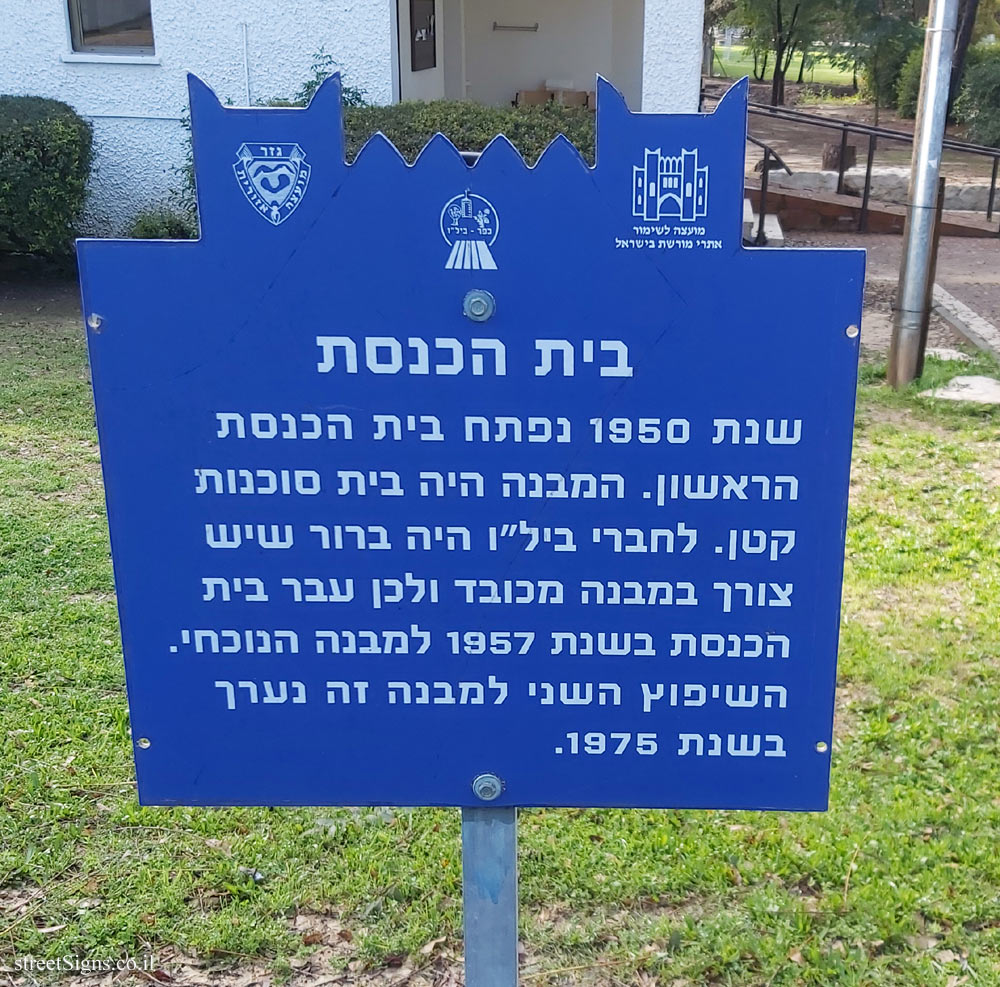 גזר
מועצה אזורית
כפר - ביל"ו
מועצה לשימור
אתרי מורשת בישראל
בית הכנסת
שנת 1950 נפתח בית הכנסת
הראשון. המבנה היה בית סוכנות
קטן. לחברי ביל"ו היה ברור שיש
צורך במבנה מכובד ולכן עבר בית
הכנסת בשנת 1957 למבנה הנוכחי.
השיפוץ השני למבנה זה נערך
בשנת 1975.
streetSigns.co.il